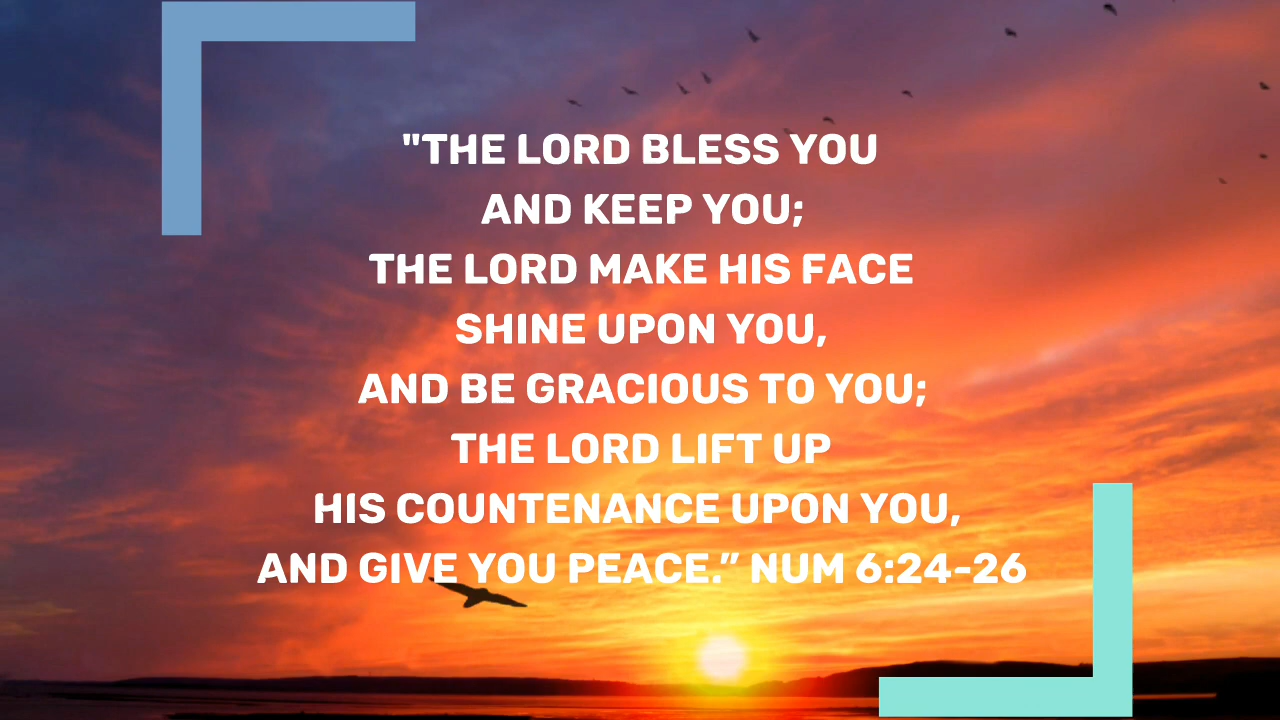 "THE LORD BLESS YOU
AND KEEP YOU;
THE LORD MAKE HIS FACE
SHINE UPON YOU,
AND BE GRACIOUS TO YOU;
THE LORD LIFT UP
HIS COUNTENANCE UPON YOU,
AND GIVE YOU PEACE.” NUM 6:24-26